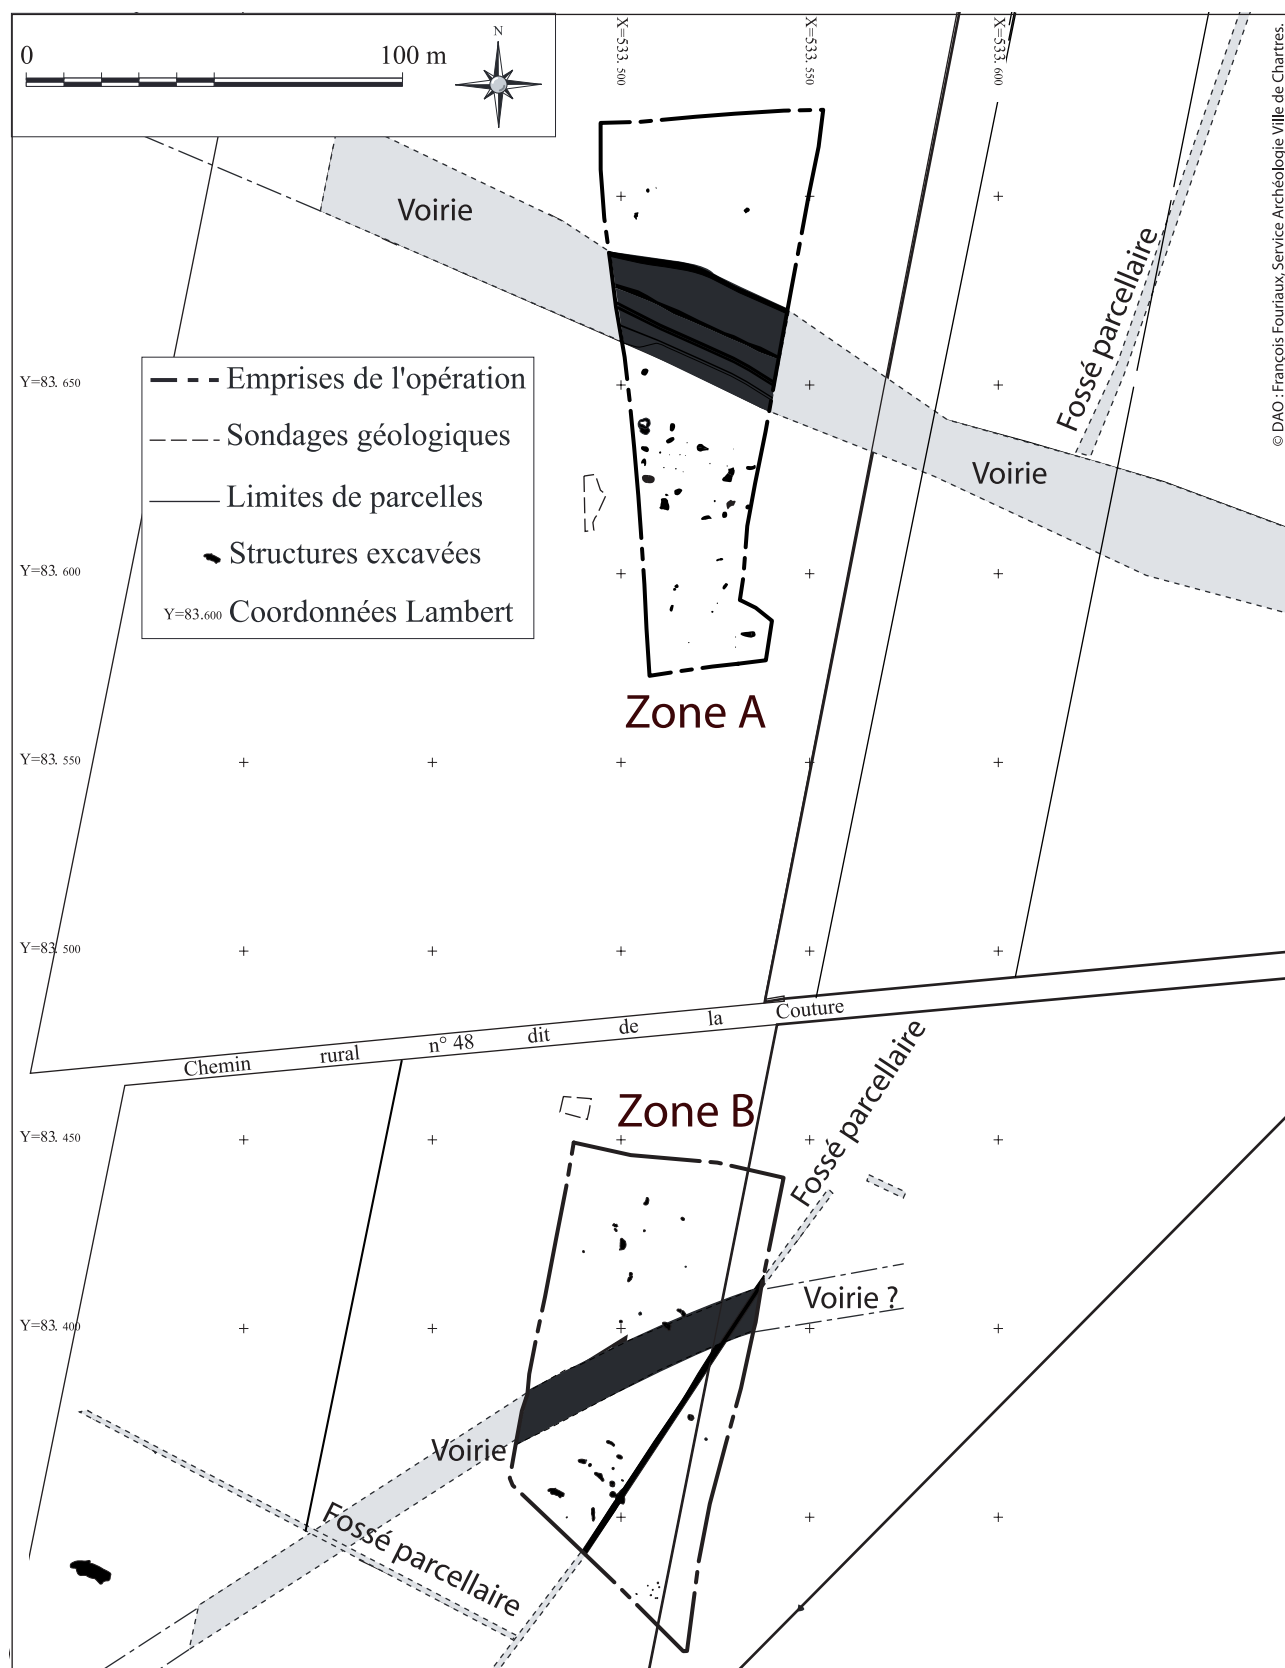 0 100 m
N
X=533.500
X=533.550
X=533.600
© DAO : François Fouriaux, Service Archéologie Ville de Chartres.
Voirie
Fossé parcellaire
Y=83.650
Emprises de l'opération
Sondages géologiques
Limites de parcelles
Structures excavées
Y=83.600 Coordonnées Lambert
Voirie
Y=83.600
Zone A
Y=83.550
Y=83.500
Chemin rural n° 48 dit de la Couture
Zone B
Fossé parcellaire
Y=83.450
Voirie ?
Y=83.400
Voirie
Fossé parcellaire